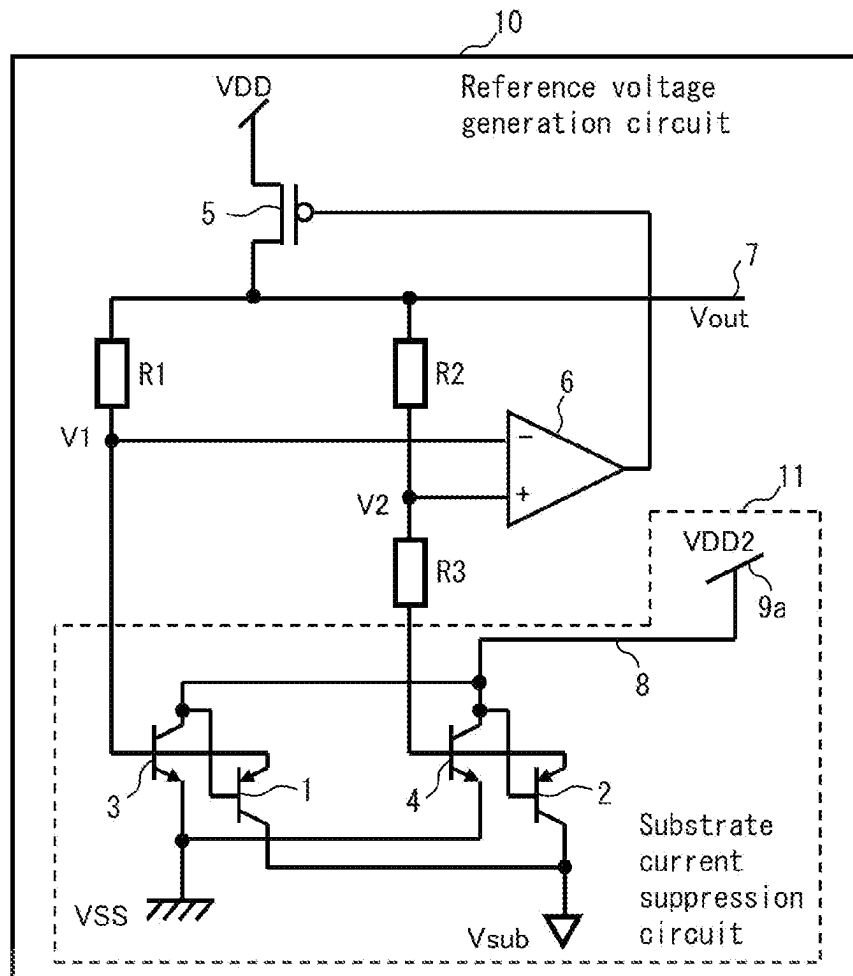 10
VDD
Reference voltage
generation circuit
5
7
Vout
R1
R2
6
V1
−
V2
+
11
VDD2
R3
9a
8
3
1
4
2
Substrate
current
suppression
circuit
VSS
Vsub